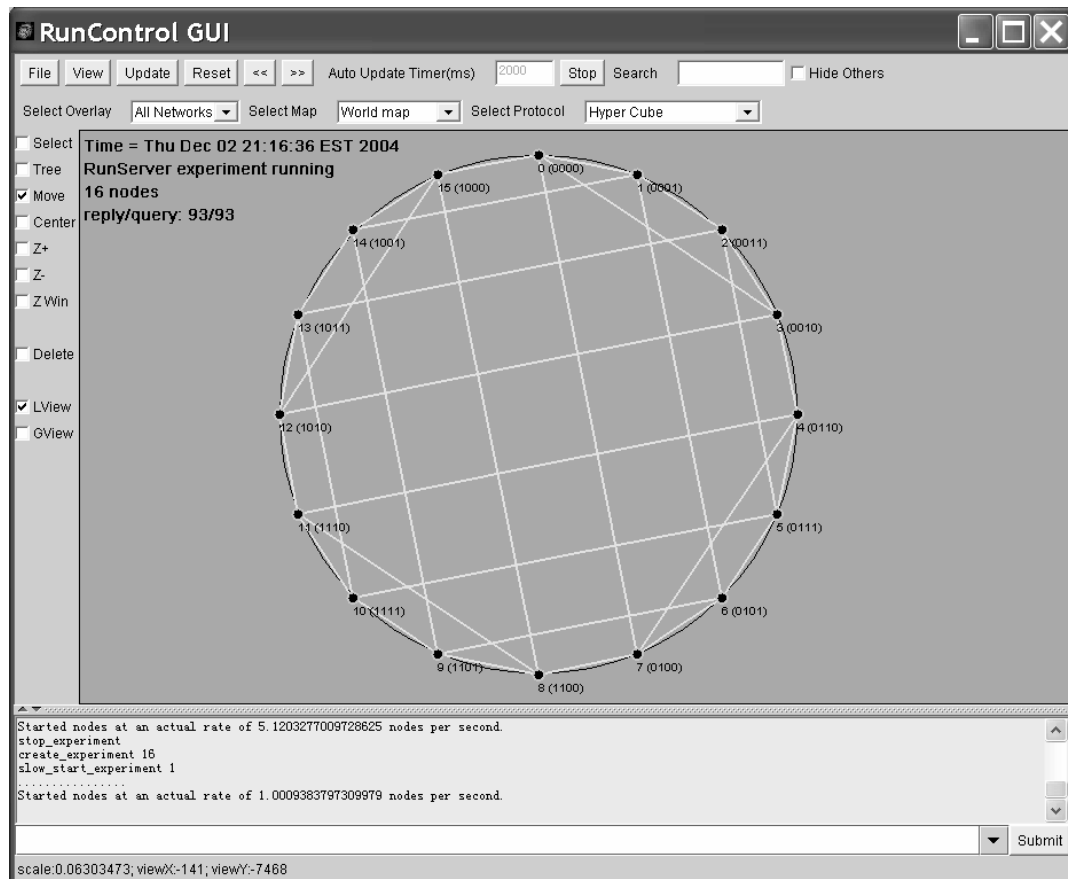 RunControl GUI
File View Update Reset << >> Auto Update Timer(ms) 2000 Stop Search Hide Others
Select Overlay All Networks Select Map World map Select Protocol Hyper Cube
Select
Tree
Move
Center
Z+
Z-
Z Win
Delete
LView
GView
Time = Thu Dec 02 21:16:36 EST 2004
RunServer experiment running
16 nodes
reply/query: 93/93
0 (0000)
1 (0001)
2 (0011)
3 (0010)
4 (0110)
5 (0111)
6 (0101)
7 (0100)
8 (1100)
9 (1101)
10 (1111)
11 (1110)
12 (1010)
13 (1011)
14 (1001)
15 (1000)
Started nodes at an actual rate of 5.1203277009728625 nodes per second.
stop_experiment
create_experiment 16
slow_start_experiment 1
................
Started nodes at an actual rate of 1.0009383797309979 nodes per second.
Submit
scale:0.06303473; viewX:-141; viewY:-7468